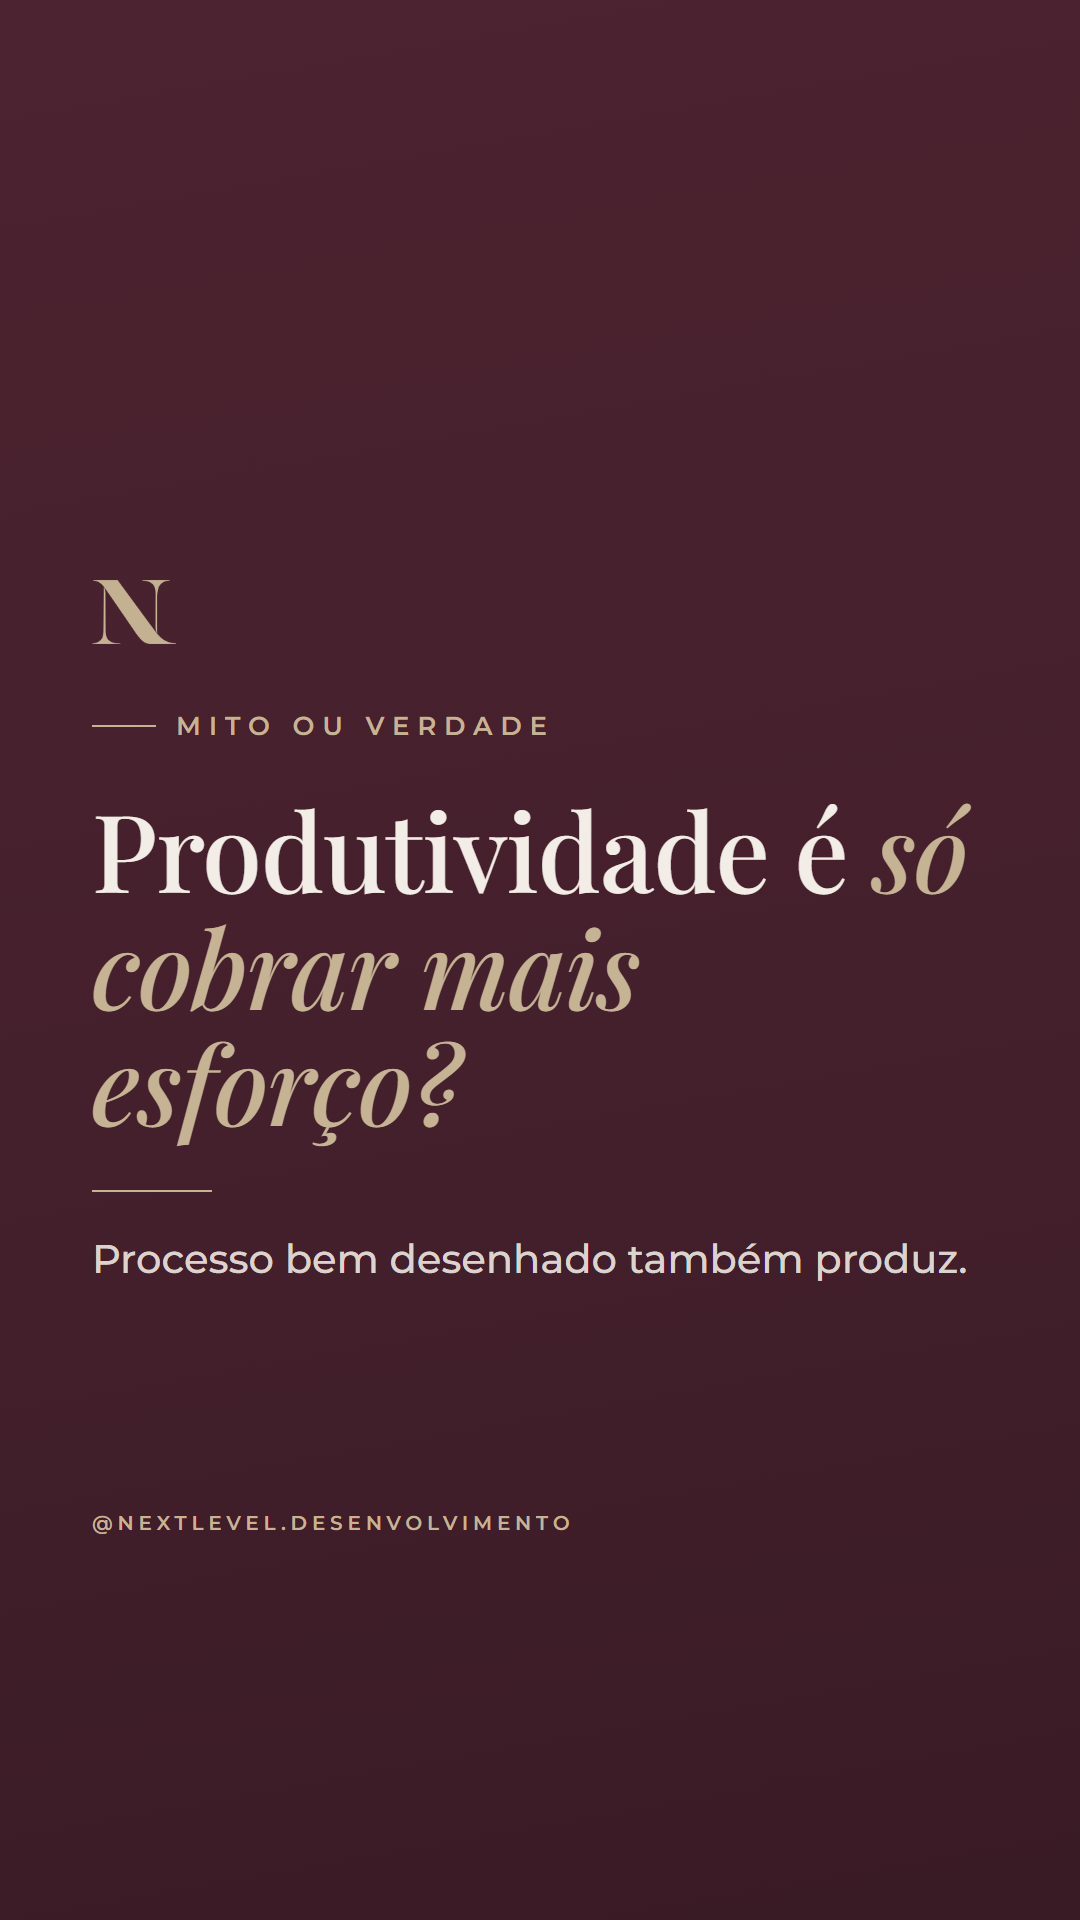 N
MITO OU VERDADE
Produtividade é só
cobrar mais
esforço?
Processo bem desenhado também produz.
@NEXTLEVEL.DESENVOLVIMENTO